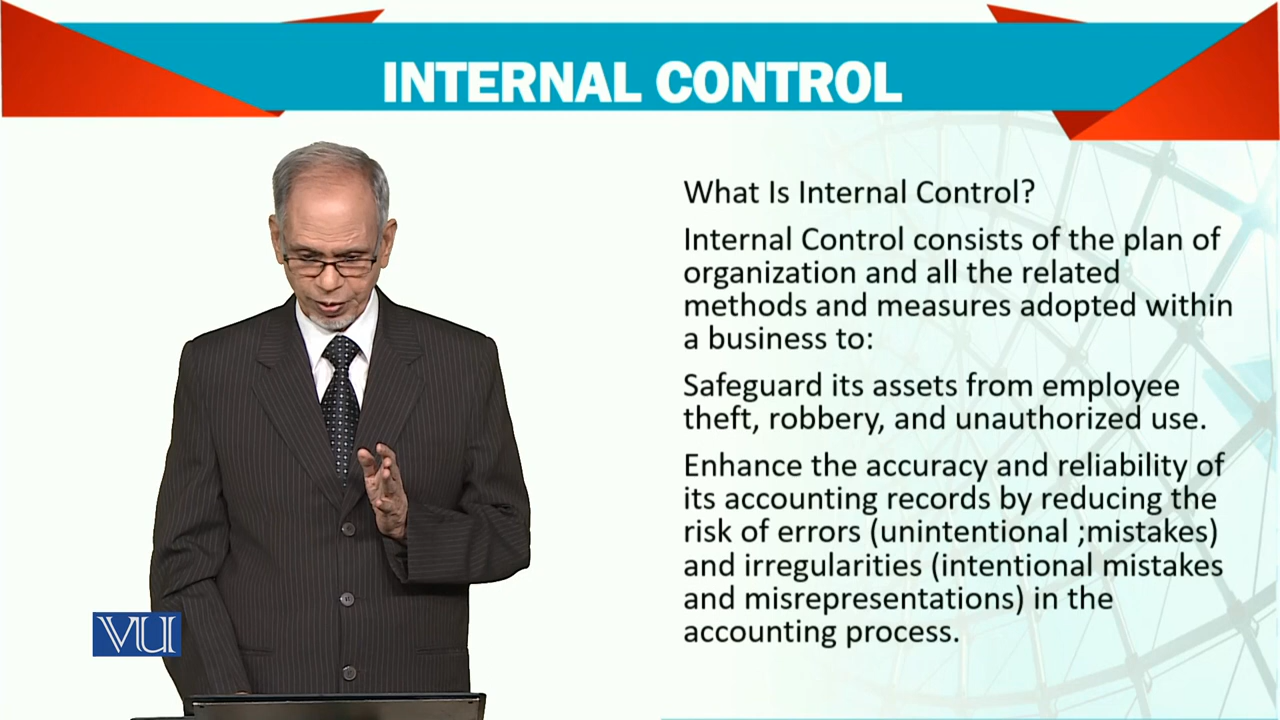 INTERNAL CONTROL
What Is Internal Control?
Internal Control consists of the plan of
organization and all the related
methods and measures adopted within
a business to:
Safeguard its assets from employee
theft, robbery, and unauthorized use.
Enhance the accuracy and reliability of
its accounting records by reducing the
risk of errors (unintentional ;mistakes)
and irregularities (intentional mistakes
and misrepresentations) in the
accounting process.
VU